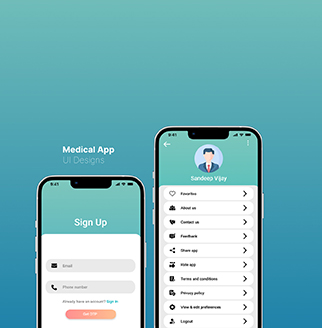 Medical App
UI Designs
9:41
Sign Up
Email
Phone number
Already have an account? Sign in
Get OTP
9:41
Sandeep Vijay
Favorites
About us
Contact us
Feedback
Share app
Rate app
Terms and conditions
Privacy policy
View & edit preferences
Logout